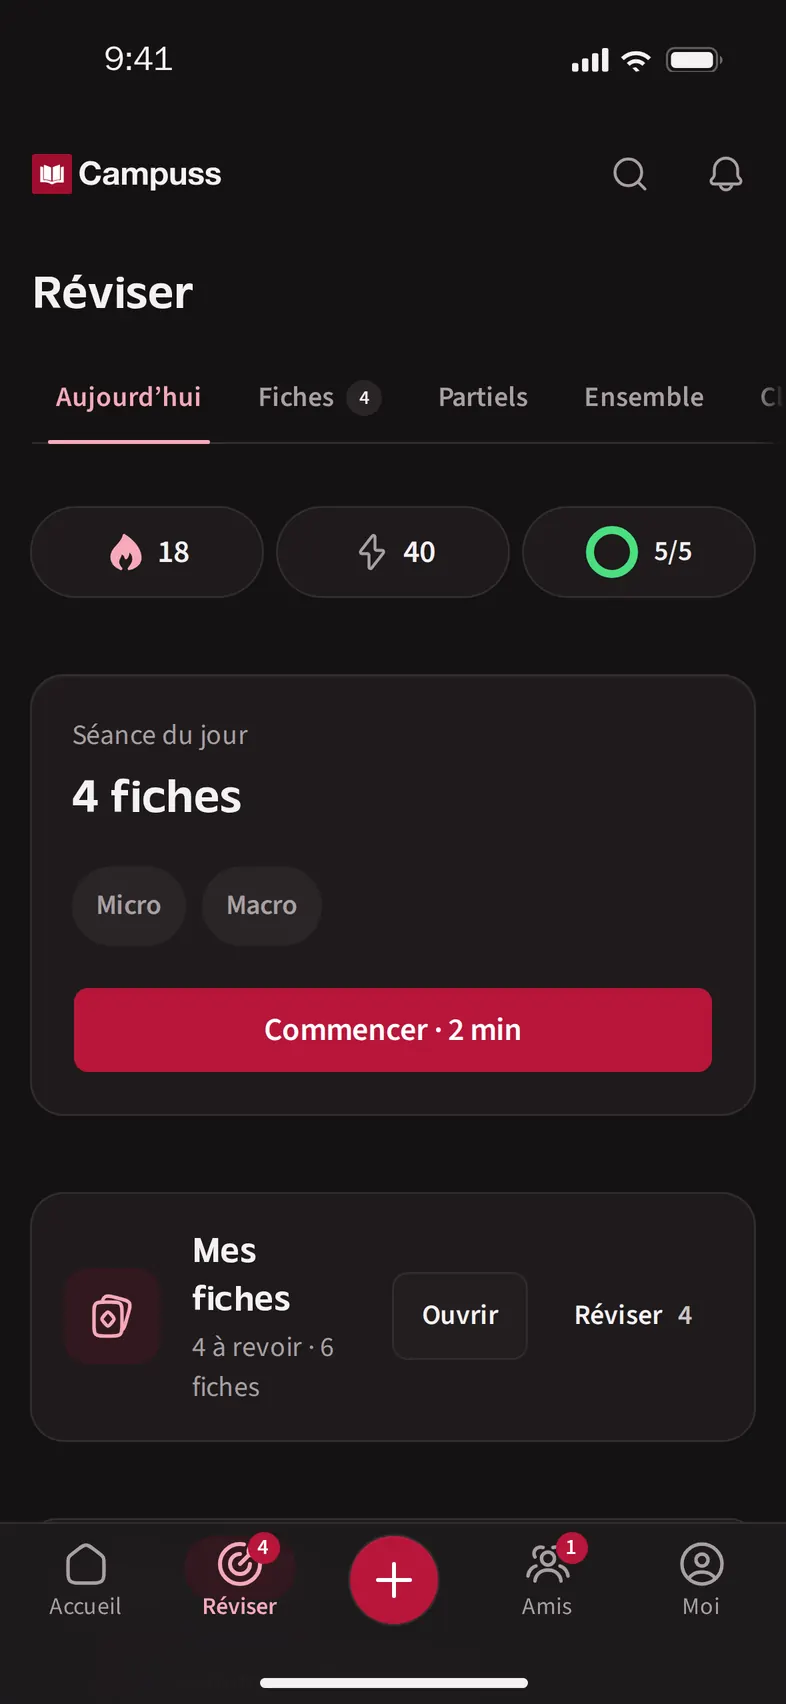 9:41
Campuss
Réviser
Aujourd’hui
Fiches 4
Partiels
Ensemble
18
40
5/5
Séance du jour
4 fiches
Micro
Macro
Commencer · 2 min
Mes
fiches
4 à revoir · 6
fiches
Ouvrir
Réviser 4
4
1
Accueil
Réviser
Amis
Moi